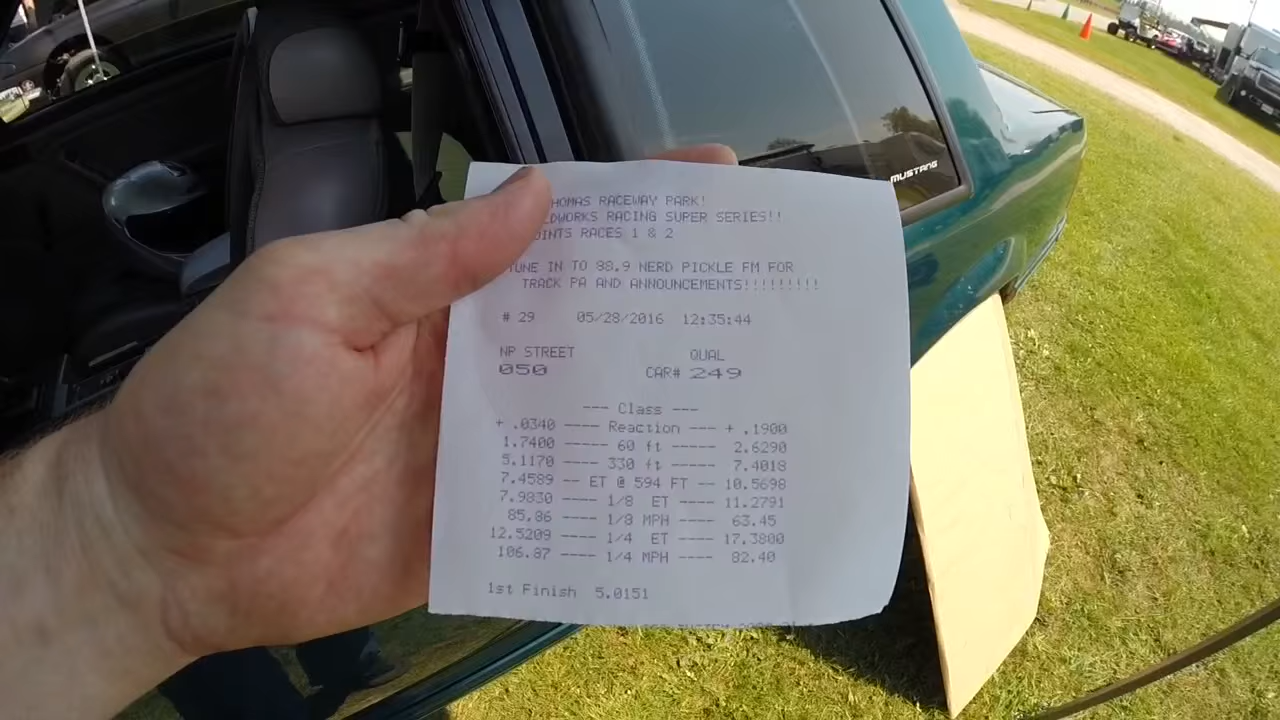 HOMAS RACEWAY PARK!
LDWORKS RACING SUPER SERIES!!
OINTS RACES 1 & 2
TUNE IN TO 88.9 NERD PICKLE FM FOR
TRACK PA AND ANNOUNCEMENTS!!!!!!!!!
# 29 05/28/2016 12:35:44
NP STREET QUAL
050 CAR# 249
--- Class ---
+ .0340 ---- Reaction --- + .1900
1.7400 ---- 60 ft ----- 2.6290
5.1170 ---- 330 ft ----- 7.4018
7.4589 -- ET @ 594 FT -- 10.5698
7.9830 ---- 1/8 ET ---- 11.2791
85.86 ---- 1/8 MPH ---- 63.45
12.5209 ---- 1/4 ET ---- 17.3800
106.87 ---- 1/4 MPH ---- 82.40
1st Finish 5.0151
MUSTANG